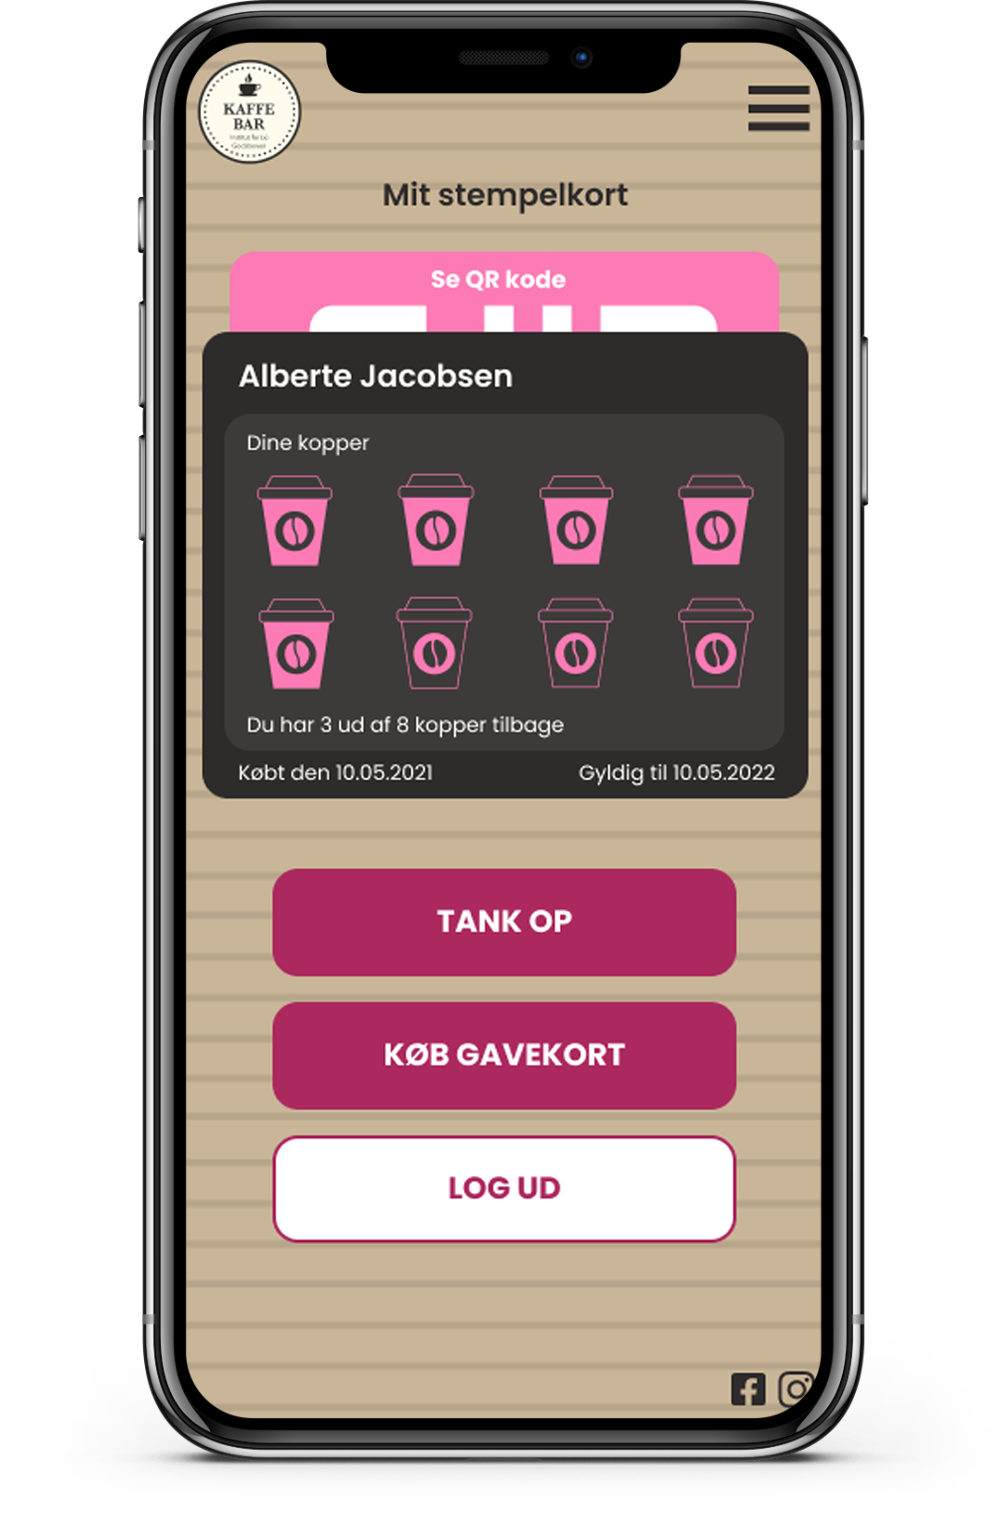 KAFFE
BAR
Mit stempelkort
Se QR kode
Alberte Jacobsen
Dine kopper
Du har 3 ud af 8 kopper tilbage
Købt den 10.05.2021
Gyldig til 10.05.2022
TANK OP
KØB GAVEKORT
LOG UD